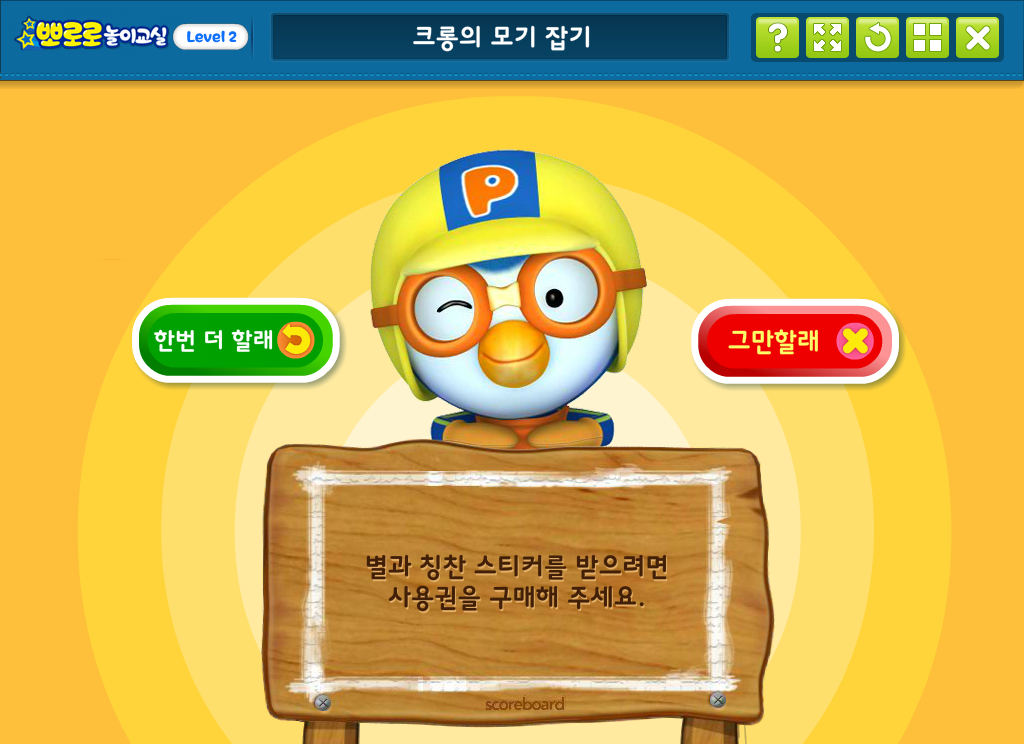 뽀로로 놀이교실 Level 2
크롱의 모기 잡기
?
P
한번 더 할래
그만할래
별과 칭찬 스티커를 받으려면
사용권을 구매해 주세요.
scoreboard